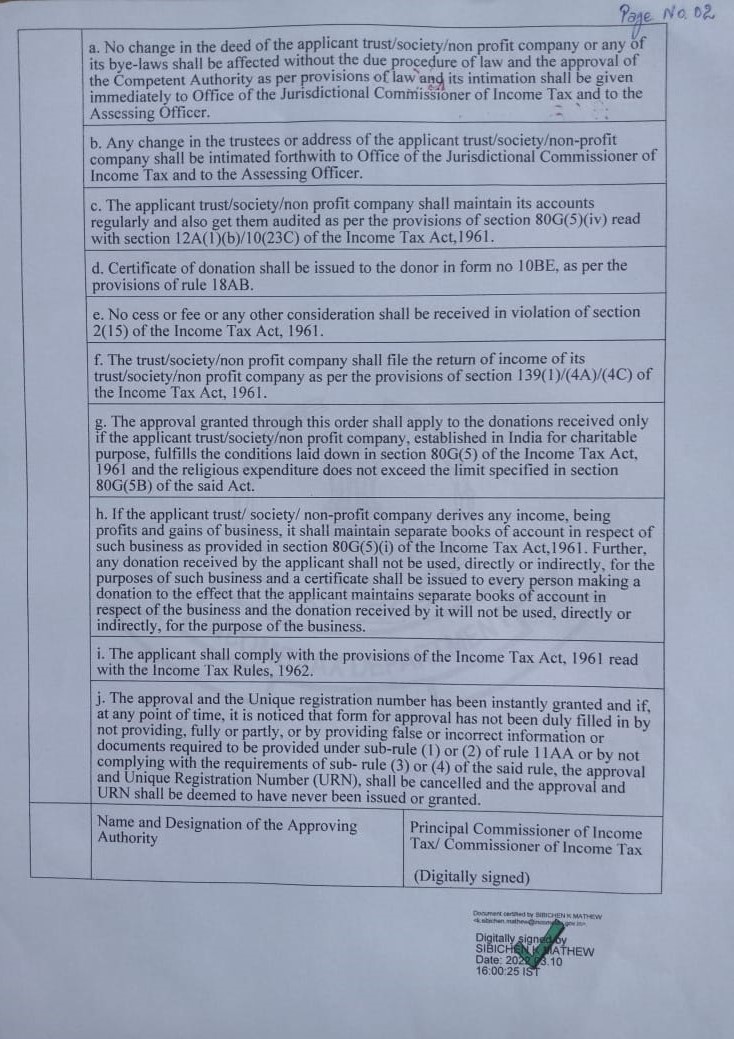 Page No. 02
a. No change in the deed of the applicant trust/society/non profit company or any of
its bye-laws shall be affected without the due procedure of law and the approval of
the Competent Authority as per provisions of law and its intimation shall be given
immediately to Office of the Jurisdictional Commissioner of Income Tax and to the
Assessing Officer.
b. Any change in the trustees or address of the applicant trust/society/non-profit
company shall be intimated forthwith to Office of the Jurisdictional Commissioner of
Income Tax and to the Assessing Officer.
c. The applicant trust/society/non profit company shall maintain its accounts
regularly and also get them audited as per the provisions of section 80G(5)(iv) read
with section 12A(1)(b)/10(23C) of the Income Tax Act,1961.
d. Certificate of donation shall be issued to the donor in form no 10BE, as per the
provisions of rule 18AB.
e. No cess or fee or any other consideration shall be received in violation of section
2(15) of the Income Tax Act, 1961.
f. The trust/society/non profit company shall file the return of income of its
trust/society/non profit company as per the provisions of section 139(1)/(4A)/(4C) of
the Income Tax Act, 1961.
g. The approval granted through this order shall apply to the donations received only
if the applicant trust/society/non profit company, established in India for charitable
purpose, fulfills the conditions laid down in section 80G(5) of the Income Tax Act,
1961 and the religious expenditure does not exceed the limit specified in section
80G(5B) of the said Act.
h. If the applicant trust/ society/ non-profit company derives any income, being
profits and gains of business, it shall maintain separate books of account in respect of
such business as provided in section 80G(5)(i) of the Income Tax Act,1961. Further,
any donation received by the applicant shall not be used, directly or indirectly, for the
purposes of such business and a certificate shall be issued to every person making a
donation to the effect that the applicant maintains separate books of account in
respect of the business and the donation received by it will not be used, directly or
indirectly, for the purpose of the business.
i. The applicant shall comply with the provisions of the Income Tax Act, 1961 read
with the Income Tax Rules, 1962.
j. The approval and the Unique registration number has been instantly granted and if,
at any point of time, it is noticed that form for approval has not been duly filled in by
not providing, fully or partly, or by providing false or incorrect information or
documents required to be provided under sub-rule (1) or (2) of rule 11AA or by not
complying with the requirements of sub- rule (3) or (4) of the said rule, the approval
and Unique Registration Number (URN), shall be cancelled and the approval and
URN shall be deemed to have never been issued or granted.
Name and Designation of the Approving
Authority
Principal Commissioner of Income
Tax/ Commissioner of Income Tax
(Digitally signed)
Document certified by SIBICHEN K MATHEW
Digitally signed by
SIBICHEN K MATHEW
Date: 2022.03.10
16:00:25 IST